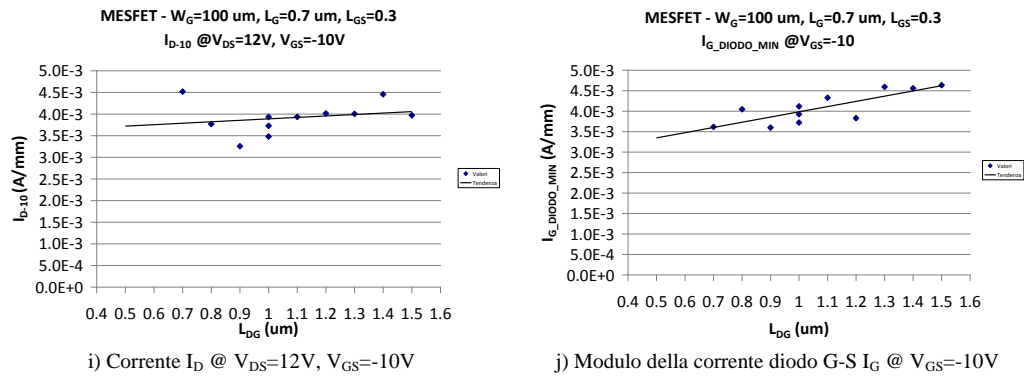 MESFET - WG=100 um, LG=0.7 um, LGS=0.3
ID-10 @VDS=12V, VGS=-10V
5.0E-3
4.5E-3
4.0E-3
3.5E-3
3.0E-3
2.5E-3
2.0E-3
1.5E-3
1.0E-3
5.0E-4
0.0E+0
ID-10 (A/mm)
0.4 0.5 0.6 0.7 0.8 0.9 1 1.1 1.2 1.3 1.4 1.5 1.6
LDG (um)
Valori
Tendenza
i) Corrente ID @ VDS=12V, VGS=-10V
MESFET - WG=100 um, LG=0.7 um, LGS=0.3
IG_DIODO_MIN @VGS=-10
5.0E-3
4.5E-3
4.0E-3
3.5E-3
3.0E-3
2.5E-3
2.0E-3
1.5E-3
1.0E-3
5.0E-4
0.0E+0
IG_DIODO_MIN (A/mm)
0.4 0.5 0.6 0.7 0.8 0.9 1 1.1 1.2 1.3 1.4 1.5 1.6
LDG (um)
Valori
Tendenza
j) Modulo della corrente diodo G-S IG @ VGS=-10V